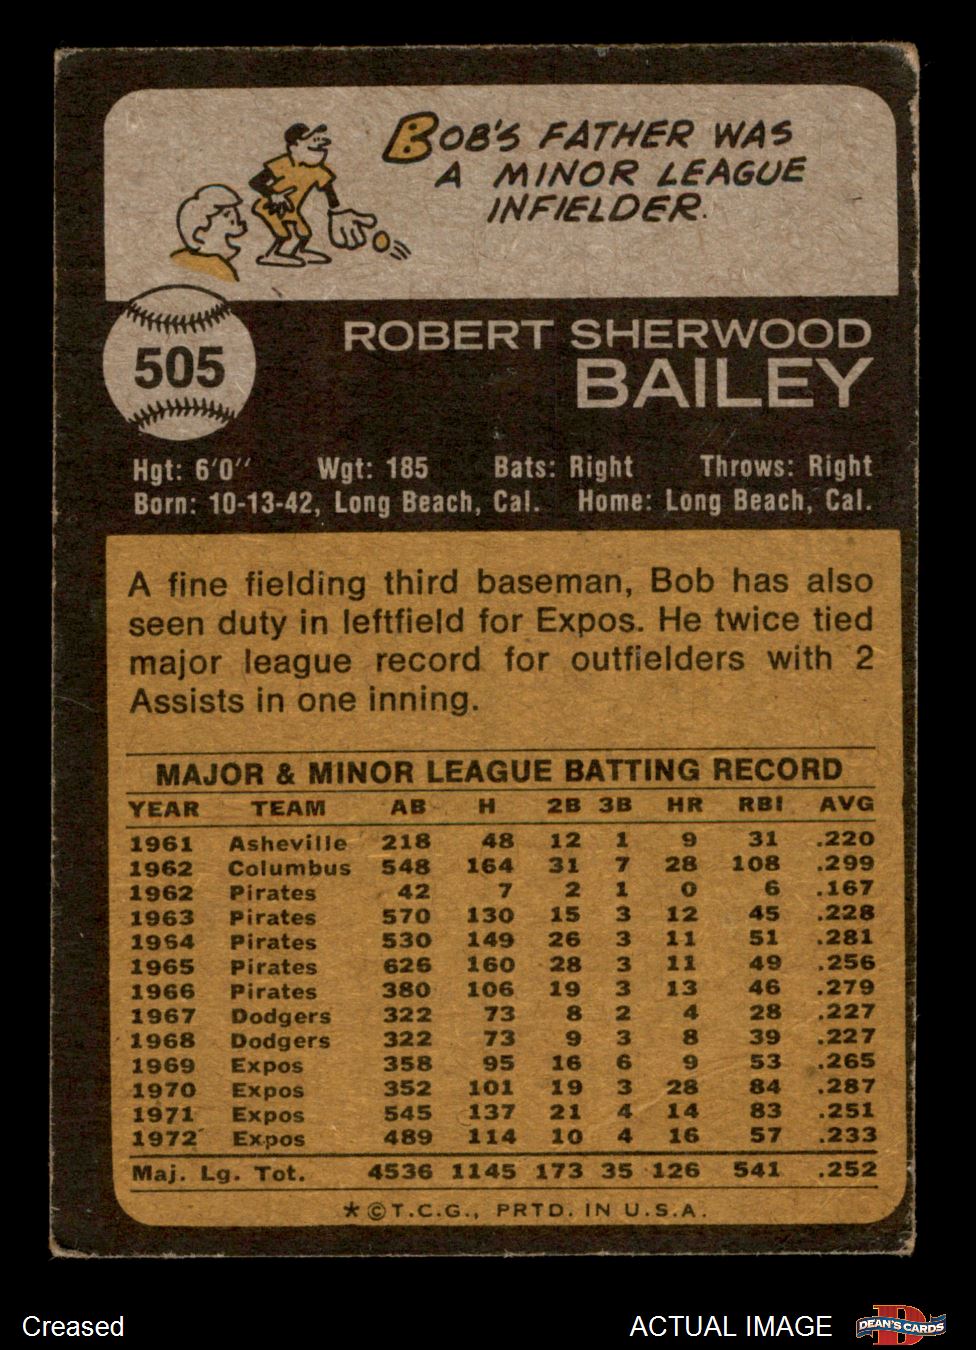 BOB'S FATHER WAS
A MINOR LEAGUE
INFIELDER.
505
ROBERT SHERWOOD
BAILEY
Hgt: 6'0" Wgt: 185 Bats: Right Throws: Right
Born: 10-13-42, Long Beach, Cal. Home: Long Beach, Cal.
A fine fielding third baseman, Bob has also
seen duty in leftfield for Expos. He twice tied
major league record for outfielders with 2
Assists in one inning.
MAJOR & MINOR LEAGUE BATTING RECORD
YEAR TEAM AB H 2B 3B HR RBI AVG
1961 Asheville 218 48 12 1 9 31 .220
1962 Columbus 548 164 31 7 28 108 .299
1962 Pirates 42 7 2 1 0 6 .167
1963 Pirates 570 130 15 3 12 45 .228
1964 Pirates 530 149 26 3 11 51 .281
1965 Pirates 626 160 28 3 11 49 .256
1966 Pirates 380 106 19 3 13 46 .279
1967 Dodgers 322 73 8 2 4 28 .227
1968 Dodgers 322 73 9 3 8 39 .227
1969 Expos 358 95 16 6 9 53 .265
1970 Expos 352 101 19 3 28 84 .287
1971 Expos 545 137 21 4 14 83 .251
1972 Expos 489 114 10 4 16 57 .233
Maj. Lg. Tot. 4536 1145 173 35 126 541 .252
*©T.C.G., PRTD. IN U.S.A.
Creased
ACTUAL IMAGE
D
DEAN'S CARDS